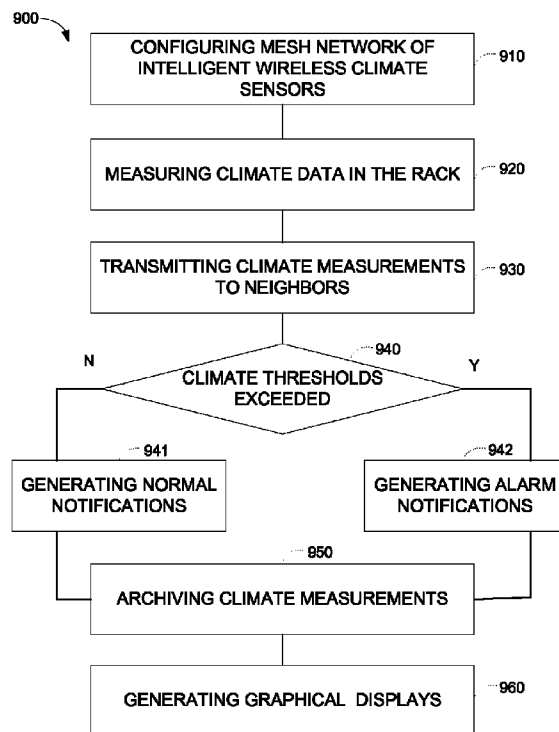 900
CONFIGURING MESH NETWORK OF
INTELLIGENT WIRELESS CLIMATE
SENSORS
910
MEASURING CLIMATE DATA IN THE RACK
920
TRANSMITTING CLIMATE MEASUREMENTS
TO NEIGHBORS
930
940
N
Y
CLIMATE THRESHOLDS
EXCEEDED
941
GENERATING NORMAL
NOTIFICATIONS
942
GENERATING ALARM
NOTIFICATIONS
950
ARCHIVING CLIMATE MEASUREMENTS
GENERATING GRAPHICAL DISPLAYS
960